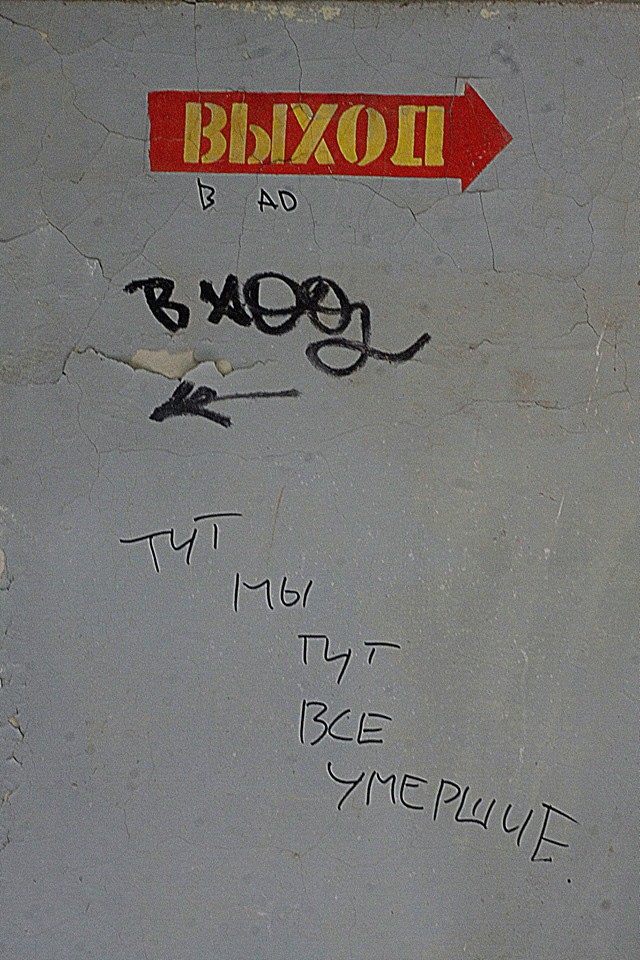 ВЫХОД
В АД
ВХОД
ТУТ
МЫ
ТУТ
ВСЕ
УМЕРШИЕ.